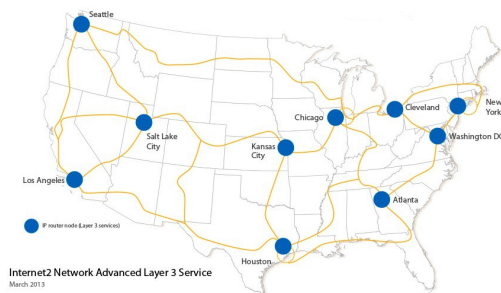 Seattle
Cleveland
New
York
Chicago
Salt Lake
City
Kansas
City
Washington DC
Los Angeles
Atlanta
IP router node (Layer 3 services)
Houston
Internet2 Network Advanced Layer 3 Service
March 2013